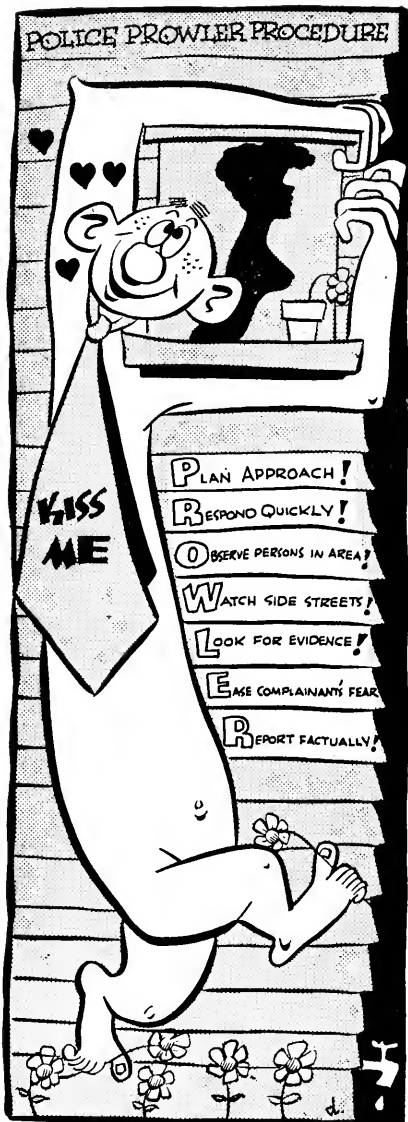 POLICE PROWLER PROCEDURE
KISS
ME
PLAN APPROACH!
RESPOND QUICKLY!
OBSERVE PERSONS IN AREA!
WATCH SIDE STREETS!
LOOK FOR EVIDENCE!
EASE COMPLAINANT'S FEAR
REPORT FACTUALLY!
d